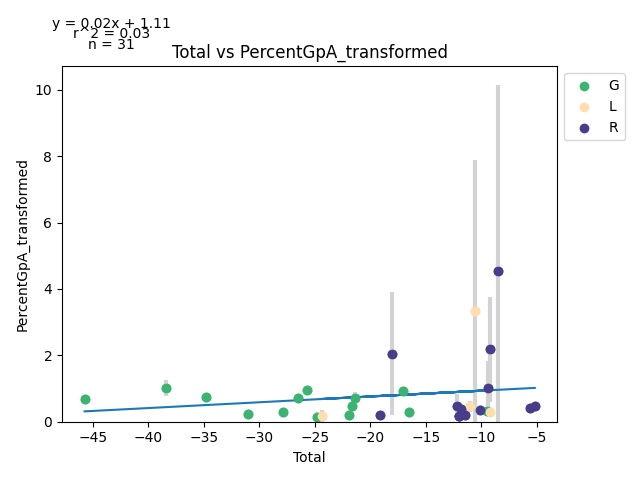 y = 0.02x + 1.11
r^2 = 0.03
n = 31
Total vs PercentGpA_transformed
G
L
R
PercentGpA_transformed
10
8
6
4
2
0
−45 −40 −35 −30 −25 −20 −15 −10 −5
Total